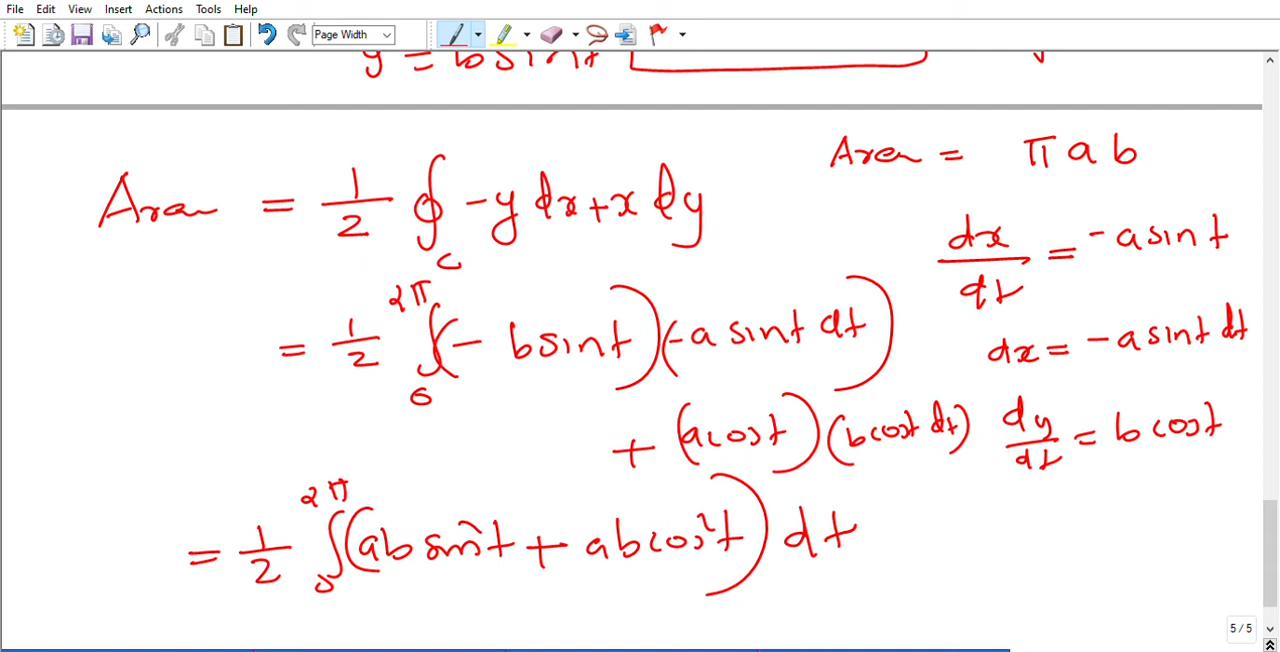 File Edit View Insert Actions Tools Help
Page Width
y = b sin t
Area = πab
Area = 1/2 ∮_C -y dx + x dy
dx/dt = -a sin t
= 1/2 ∫_0^2π (-b sin t)(-a sin t dt)
dx = -a sin t dt
+ (a cos t)(b cos t dt)
dy/dt = b cos t
= 1/2 ∫_0^2π (ab sin²t + ab cos²t) dt
5 / 5